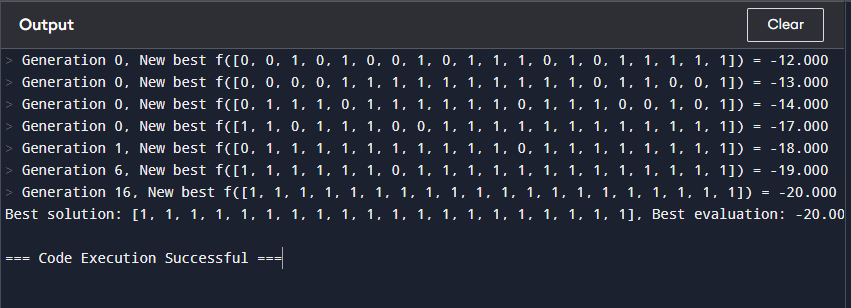 Output
Clear
> Generation 0, New best f([0, 0, 1, 0, 1, 0, 0, 1, 0, 1, 1, 1, 0, 1, 0, 1, 1, 1, 1, 1]) = -12.000
> Generation 0, New best f([0, 0, 0, 0, 1, 1, 1, 1, 1, 1, 1, 1, 1, 1, 0, 1, 1, 0, 0, 1]) = -13.000
> Generation 0, New best f([0, 1, 1, 1, 0, 1, 1, 1, 1, 1, 1, 0, 1, 1, 1, 0, 0, 1, 0, 1]) = -14.000
> Generation 0, New best f([1, 1, 0, 1, 1, 1, 0, 0, 1, 1, 1, 1, 1, 1, 1, 1, 1, 1, 1, 1]) = -17.000
> Generation 1, New best f([0, 1, 1, 1, 1, 1, 1, 1, 1, 1, 1, 0, 1, 1, 1, 1, 1, 1, 1, 1]) = -18.000
> Generation 6, New best f([1, 1, 1, 1, 1, 1, 0, 1, 1, 1, 1, 1, 1, 1, 1, 1, 1, 1, 1, 1]) = -19.000
> Generation 16, New best f([1, 1, 1, 1, 1, 1, 1, 1, 1, 1, 1, 1, 1, 1, 1, 1, 1, 1, 1, 1]) = -20.000
Best solution: [1, 1, 1, 1, 1, 1, 1, 1, 1, 1, 1, 1, 1, 1, 1, 1, 1, 1, 1, 1], Best evaluation: -20.00
=== Code Execution Successful ===